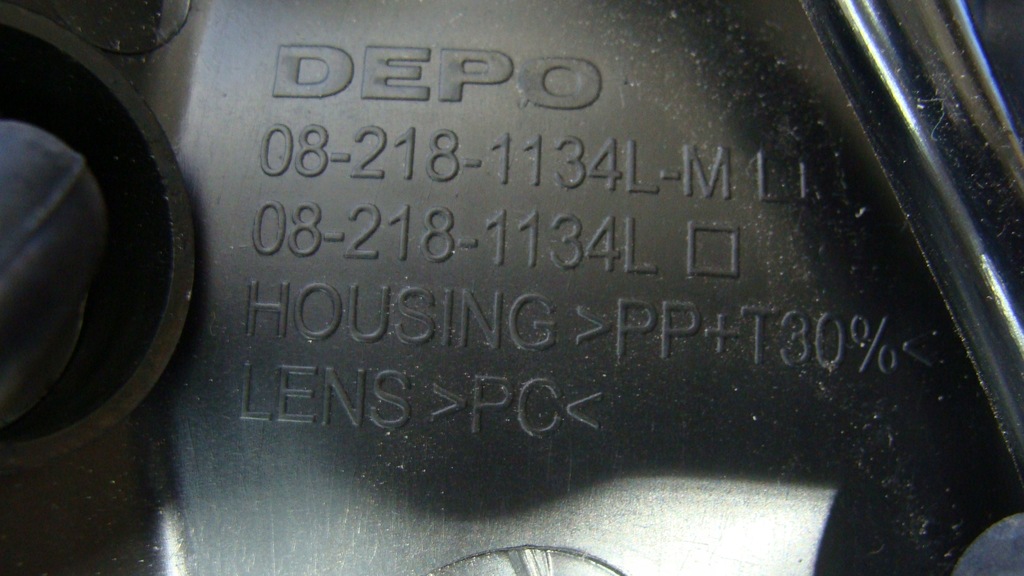 DEPO
08-218-1134L-M
08-218-1134L □
HOUSING >PP+T30%<
LENS >PC<